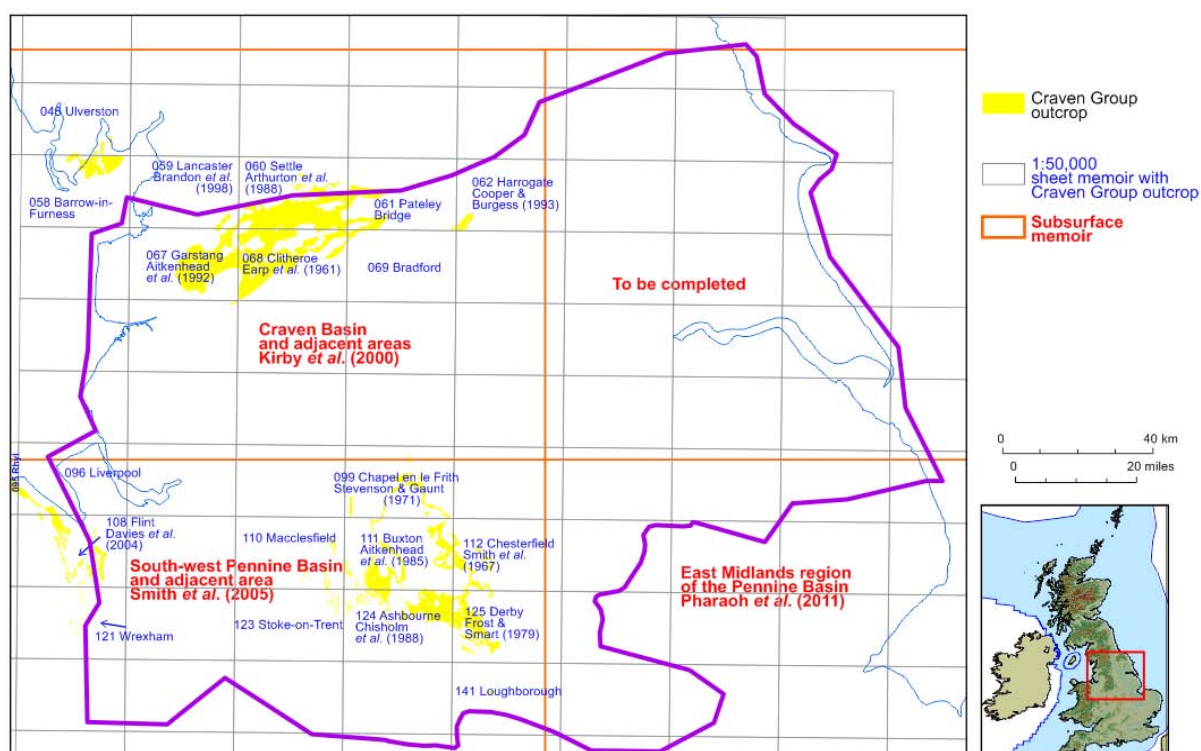 046 Ulverston
059 Lancaster
Brandon et al.
(1998)
060 Settle
Arthurton et al.
(1988)
062 Harrogate
Cooper &
Burgess (1993)
058 Barrow-in-
Furness
061 Pateley
Bridge
067 Garstang
Aitkenhead
et al. (1992)
068 Clitheroe
Earp et al. (1961)
069 Bradford
To be completed
Craven Basin
and adjacent areas
Kirby et al. (2000)
095 Rhyl
096 Liverpool
099 Chapel en le Frith
Stevenson & Gaunt
(1971)
108 Flint
Davies et al.
(2004)
110 Macclesfield
111 Buxton
Aitkenhead
et al. (1985)
112 Chesterfield
Smith et al.
(1967)
South-west Pennine Basin
and adjacent area
Smith et al. (2005)
East Midlands region
of the Pennine Basin
Pharaoh et al. (2011)
121 Wrexham
123 Stoke-on-Trent
124 Ashbourne
Chisholm
et al. (1988)
125 Derby
Frost &
Smart (1979)
141 Loughborough
Craven Group
outcrop
1:50,000
sheet memoir with
Craven Group outcrop
Subsurface
memoir
0 40 km
0 20 miles